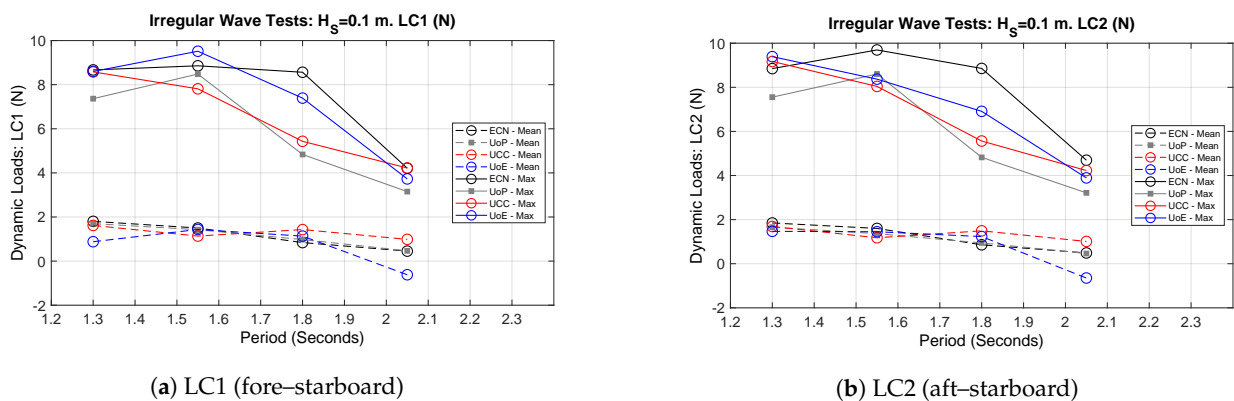 Irregular Wave Tests: H_S=0.1 m. LC1 (N)
Dynamic Loads: LC1 (N)
10
8
6
4
2
0
-2
ECN - Mean
UoP - Mean
UCC - Mean
UoE - Mean
ECN - Max
UoP - Max
UCC - Max
UoE - Max
1.2 1.3 1.4 1.5 1.6 1.7 1.8 1.9 2 2.1 2.2 2.3
Period (Seconds)
(a) LC1 (fore–starboard)
Irregular Wave Tests: H_S=0.1 m. LC2 (N)
Dynamic Loads: LC2 (N)
10
8
6
4
2
0
-2
ECN - Mean
UoP - Mean
UCC - Mean
UoE - Mean
ECN - Max
UoP - Max
UCC - Max
UoE - Max
1.2 1.3 1.4 1.5 1.6 1.7 1.8 1.9 2 2.1 2.2 2.3
Period (Seconds)
(b) LC2 (aft–starboard)